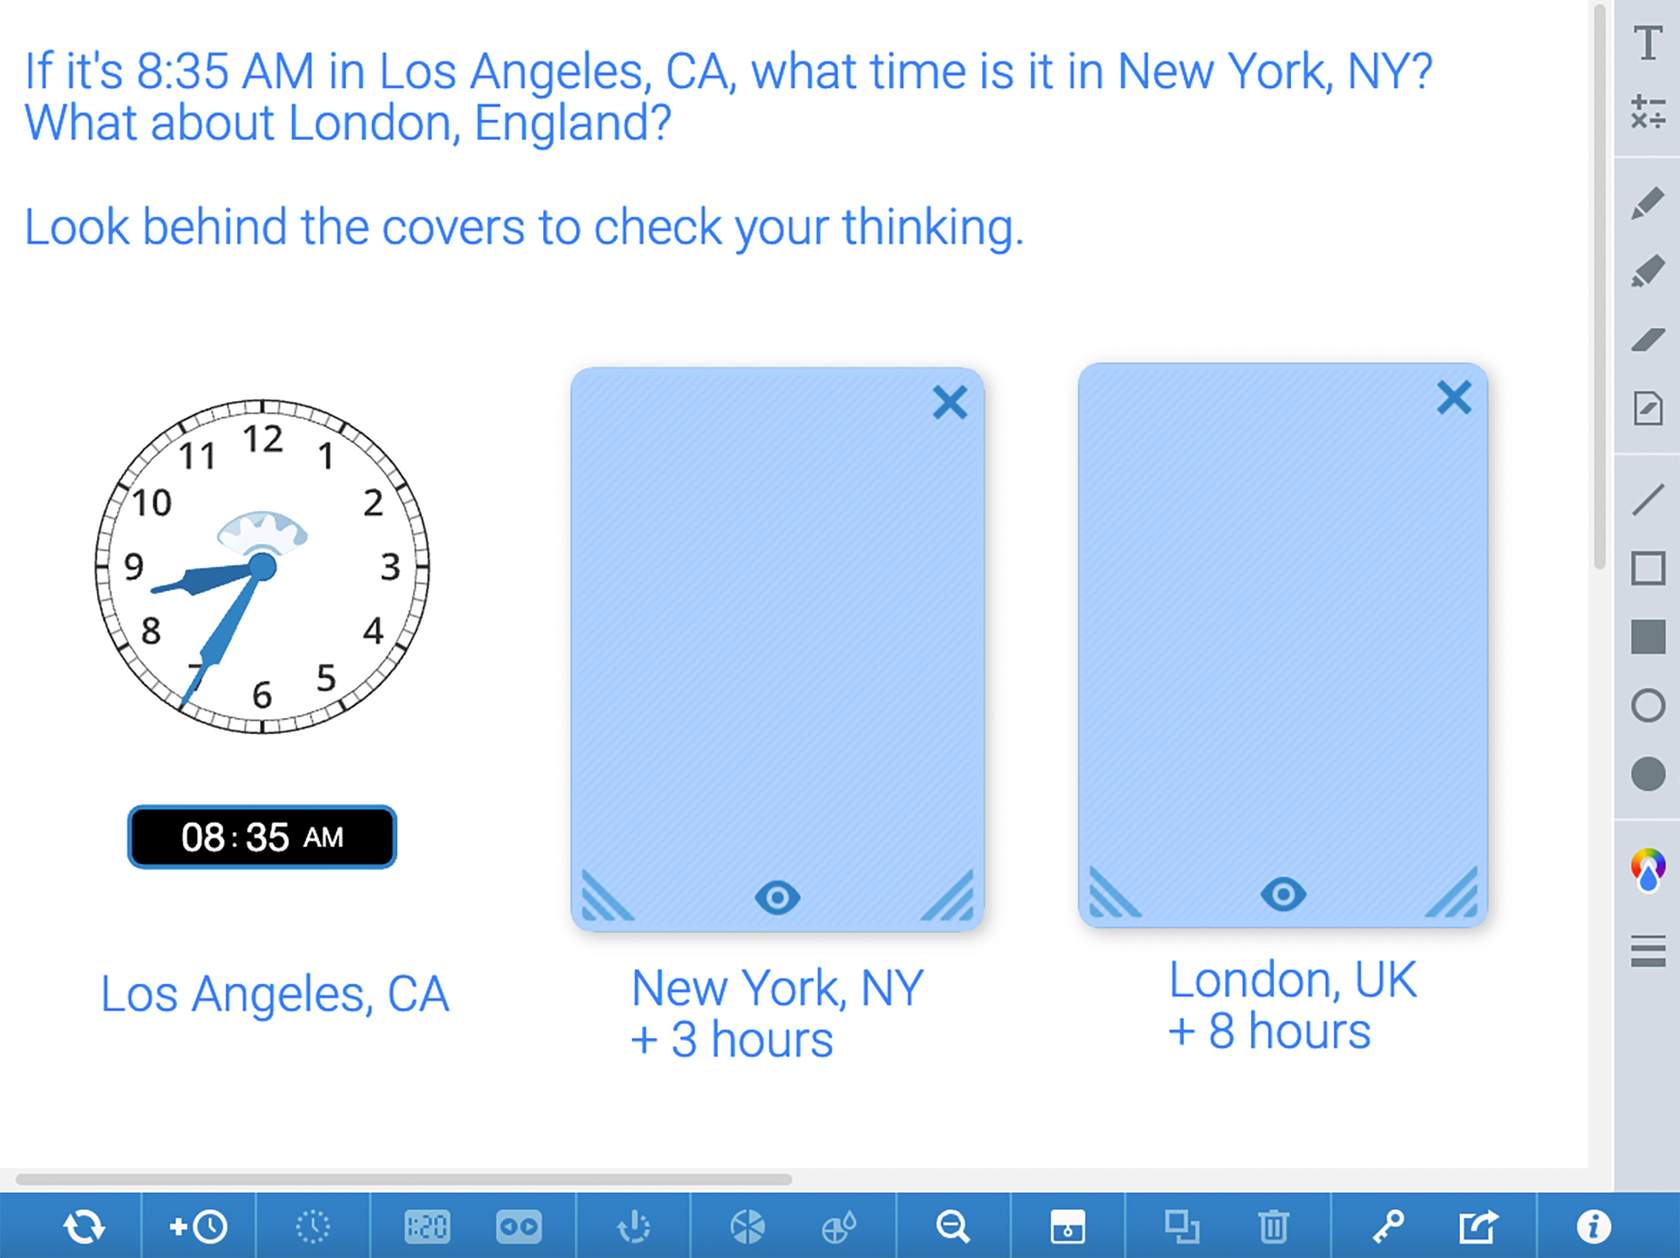 If it's 8:35 AM in Los Angeles, CA, what time is it in New York, NY?
What about London, England?
Look behind the covers to check your thinking.
12
11
1
10
2
9
3
8
4
7
5
6
08:35 AM
Los Angeles, CA
New York, NY
+ 3 hours
London, UK
+ 8 hours
T
1:20